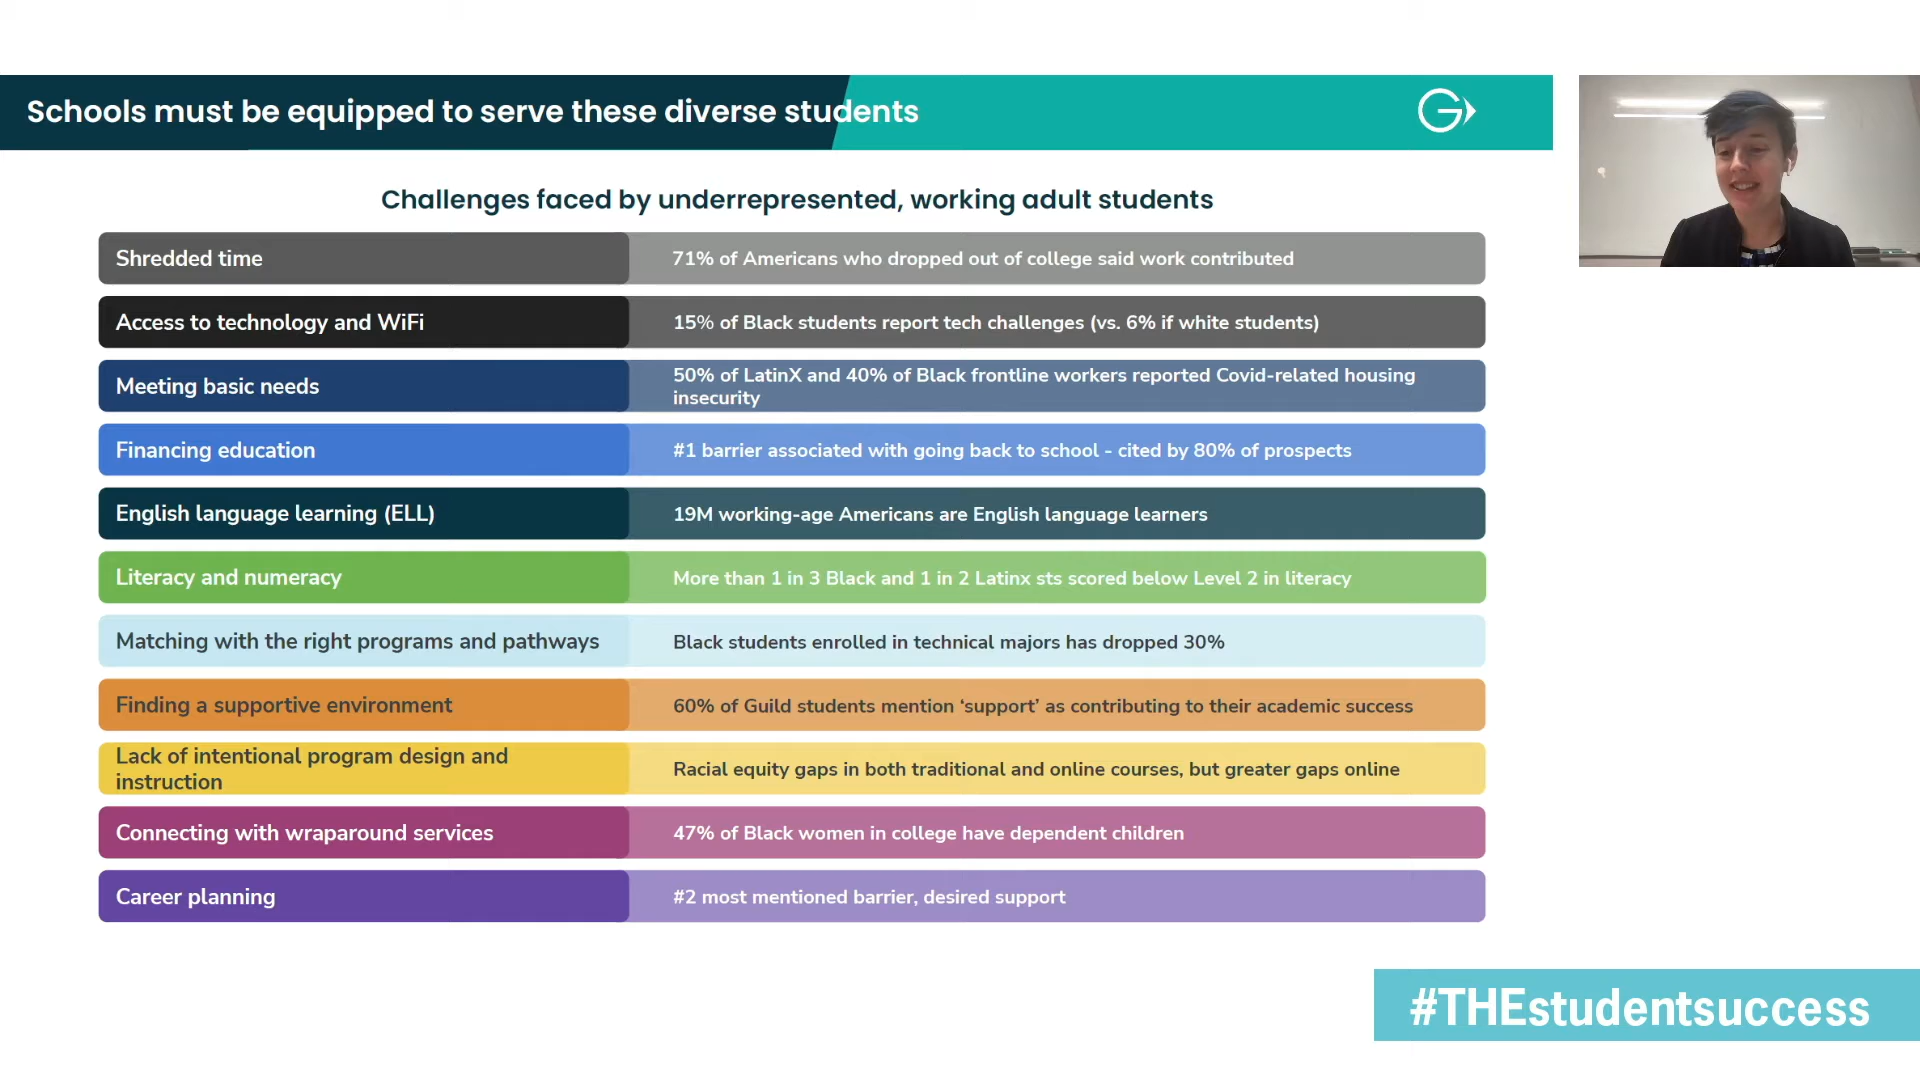 Schools must be equipped to serve these diverse students
Challenges faced by underrepresented, working adult students
Shredded time
71% of Americans who dropped out of college said work contributed
Access to technology and WiFi
15% of Black students report tech challenges (vs. 6% if white students)
Meeting basic needs
50% of LatinX and 40% of Black frontline workers reported Covid-related housing
insecurity
Financing education
#1 barrier associated with going back to school - cited by 80% of prospects
English language learning (ELL)
19M working-age Americans are English language learners
Literacy and numeracy
More than 1 in 3 Black and 1 in 2 Latinx sts scored below Level 2 in literacy
Matching with the right programs and pathways
Black students enrolled in technical majors has dropped 30%
Finding a supportive environment
60% of Guild students mention ‘support’ as contributing to their academic success
Lack of intentional program design and
instruction
Racial equity gaps in both traditional and online courses, but greater gaps online
Connecting with wraparound services
47% of Black women in college have dependent children
Career planning
#2 most mentioned barrier, desired support
#THEstudentsuccess